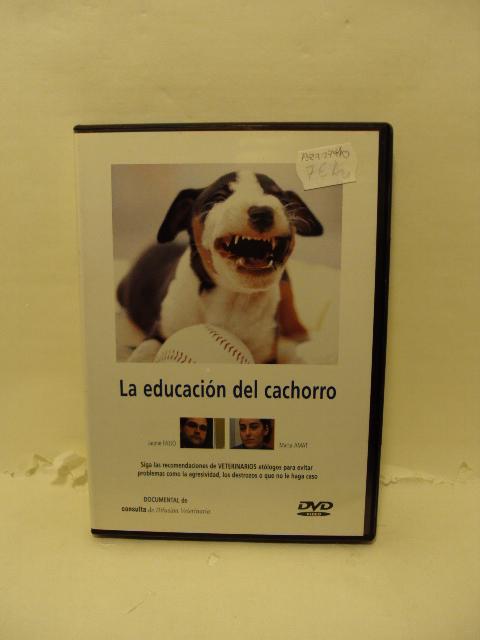 7 €
La educación del cachorro
Jaume FATJÓ
Marta AMAT
Siga las recomendaciones de VETERINARIOS etólogos para evitar
problemas como la agresividad, los destrozos o que no le haga caso
DOCUMENTAL de
consulta de Difusión Veterinaria
DVD
VIDEO